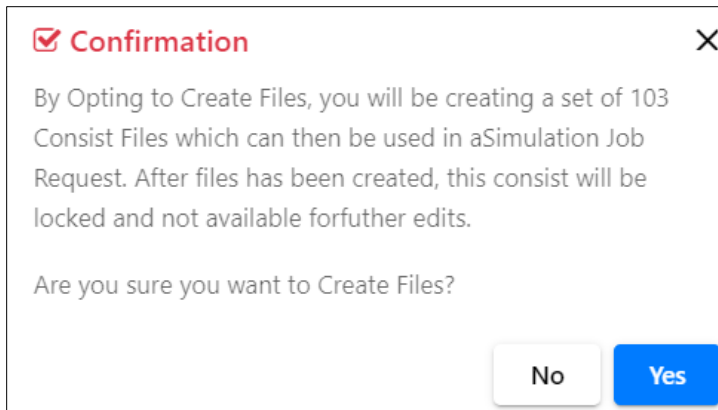 Confirmation
By Opting to Create Files, you will be creating a set of 103
Consist Files which can then be used in aSimulation Job
Request. After files has been created, this consist will be
locked and not available forfuther edits.
Are you sure you want to Create Files?
No
Yes